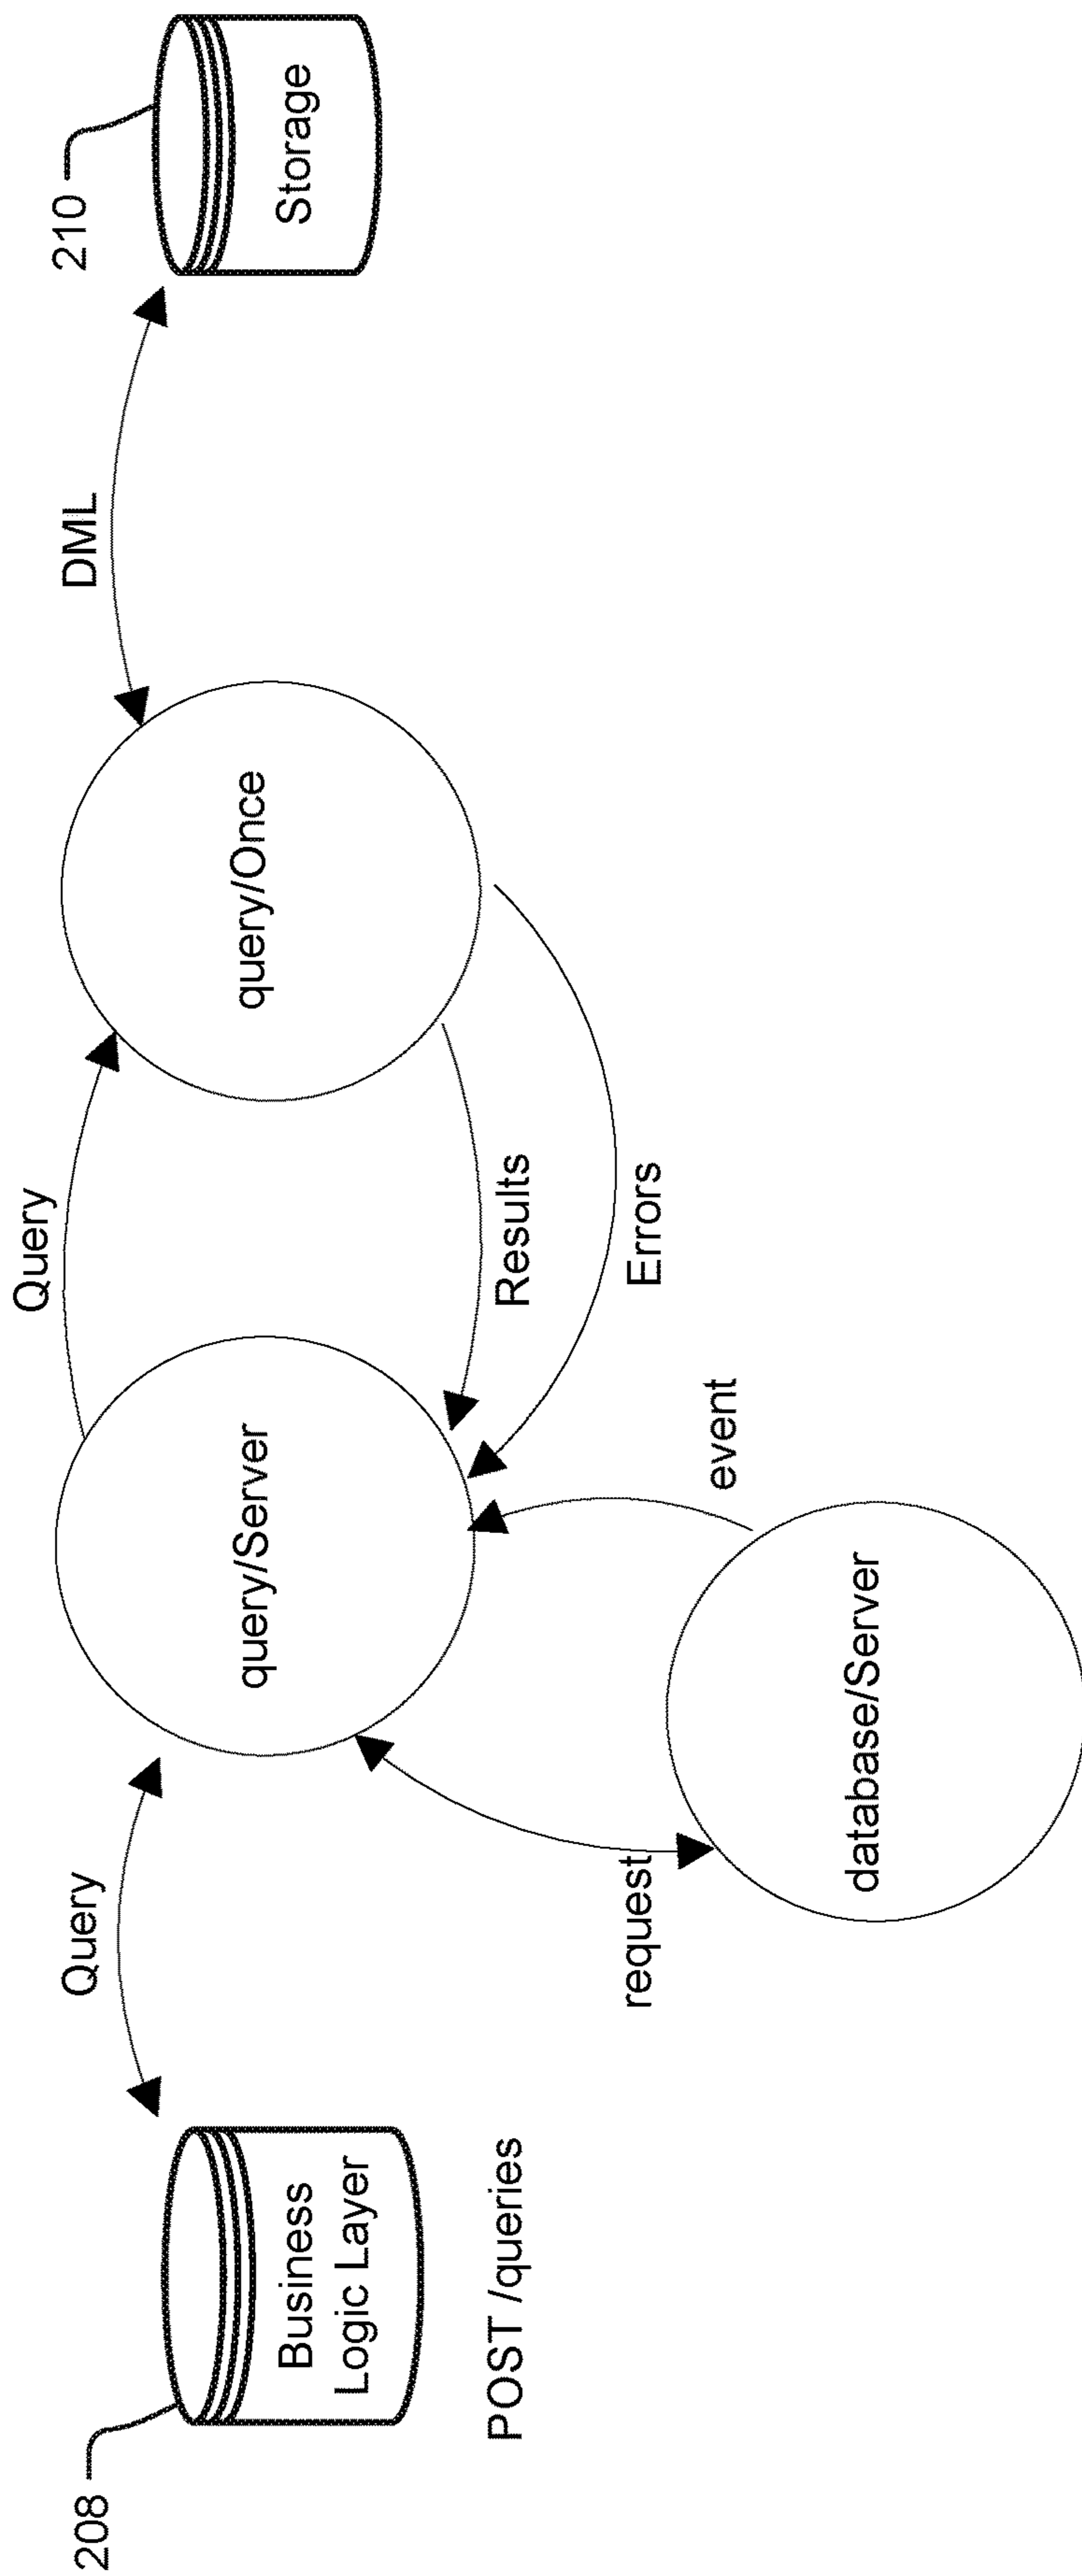 208
Business
Logic Layer
POST /queries
Query
query/Server
request
database/Server
event
Query
Results
Errors
query/Once
DML
210
Storage